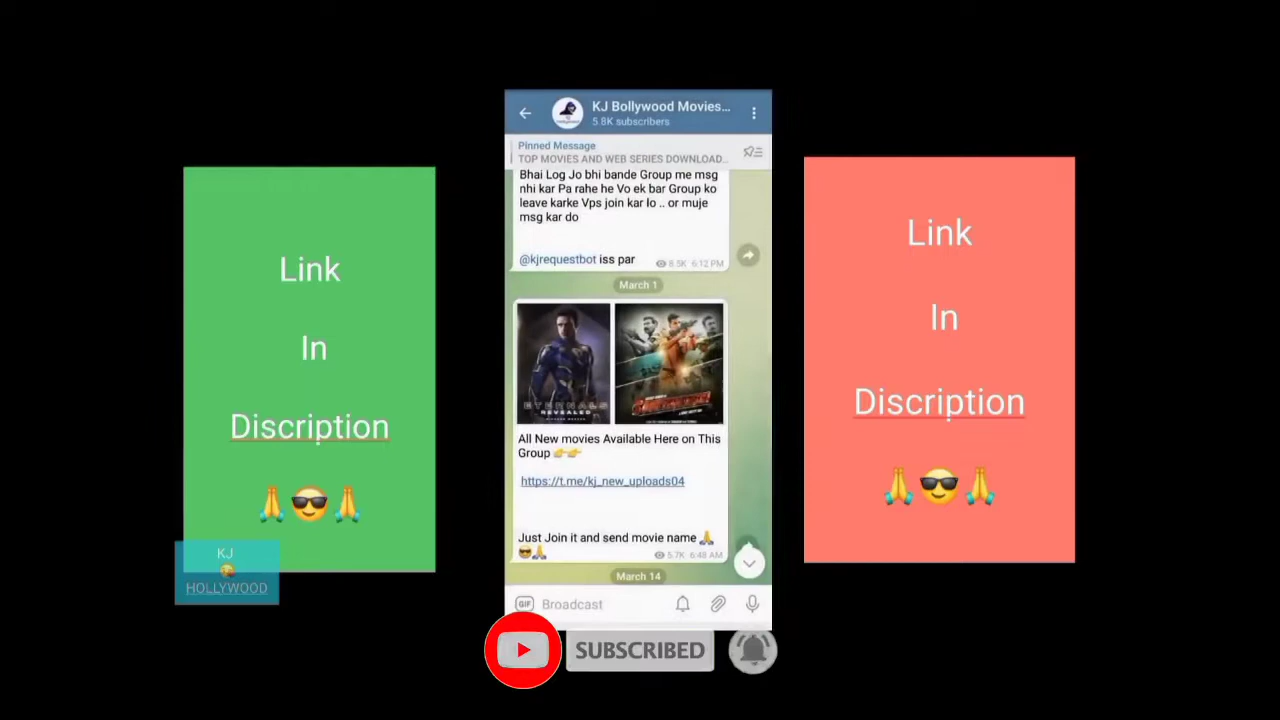 Link
In
Discription
🙏😎🙏
KJ
😘
HOLLYWOOD
KJ Bollywood Movies...
5.8K subscribers
Pinned Message
TOP MOVIES AND WEB SERIES DOWNLOAD...
Bhai Log Jo bhi bande Group me msg
nhi kar Pa rahe he Vo ek bar Group ko
leave karke Vps join kar lo .. or muje
msg kar do
@kjrequestbot iss par
8.5K 6:12 PM
March 1
ETERNALS
REVEALED
All New movies Available Here on This
Group 👉👉
https://t.me/kj_new_uploads04
Just Join it and send movie name 🙏
😎🙏
5.7K 6:48 AM
March 14
GIF Broadcast
SUBSCRIBED
Link
In
Discription
🙏😎🙏